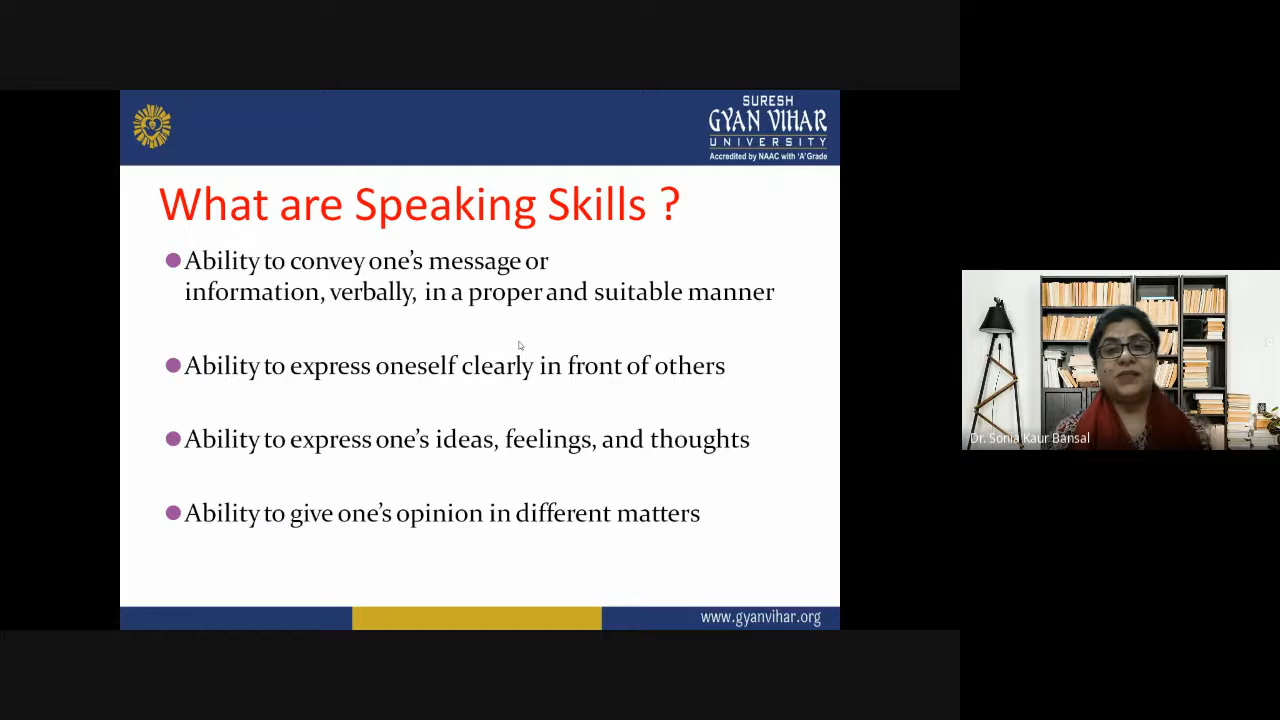 SURESH
GYAN VIHAR
UNIVERSITY
Accredited by NAAC with 'A' Grade
What are Speaking Skills ?
Ability to convey one’s message or
information, verbally, in a proper and suitable manner
Ability to express oneself clearly in front of others
Ability to express one’s ideas, feelings, and thoughts
Ability to give one’s opinion in different matters
www.gyanvihar.org
Dr. Sonia Kaur Bansal